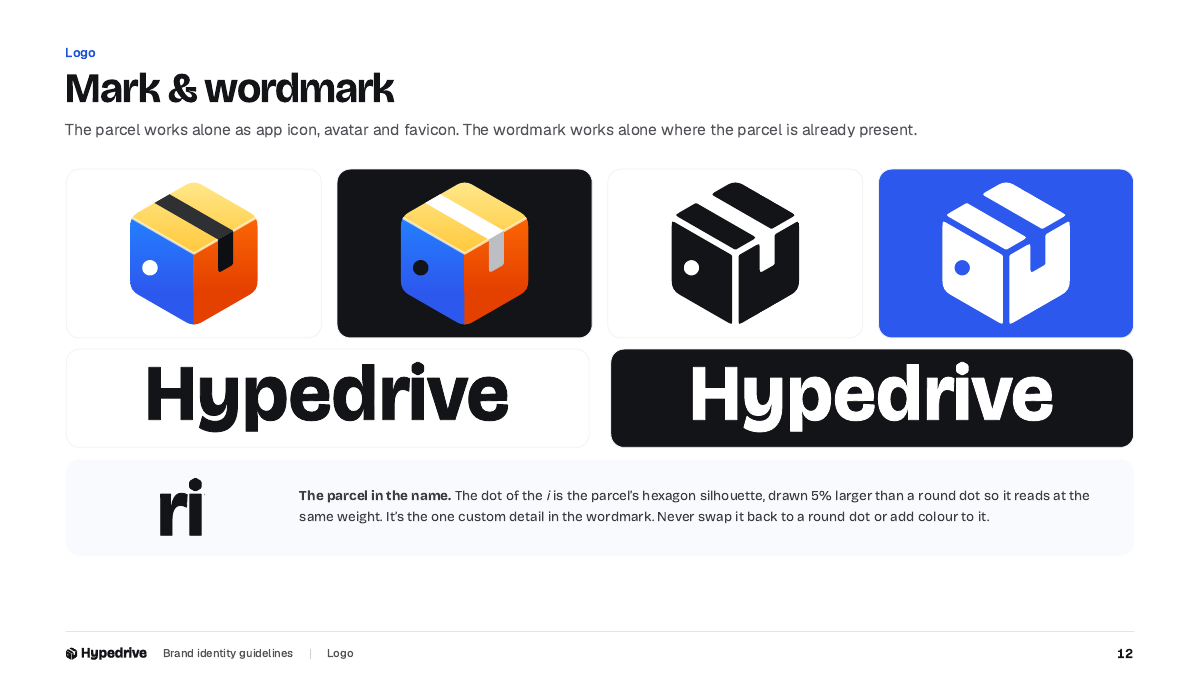 Logo
Mark & wordmark
The parcel works alone as app icon, avatar and favicon. The wordmark works alone where the parcel is already present.
Hypedrive
Hypedrive
ri
The parcel in the name. The dot of the i is the parcel's hexagon silhouette, drawn 5% larger than a round dot so it reads at the
same weight. It's the one custom detail in the wordmark. Never swap it back to a round dot or add colour to it.
Hypedrive Brand identity guidelines | Logo 12